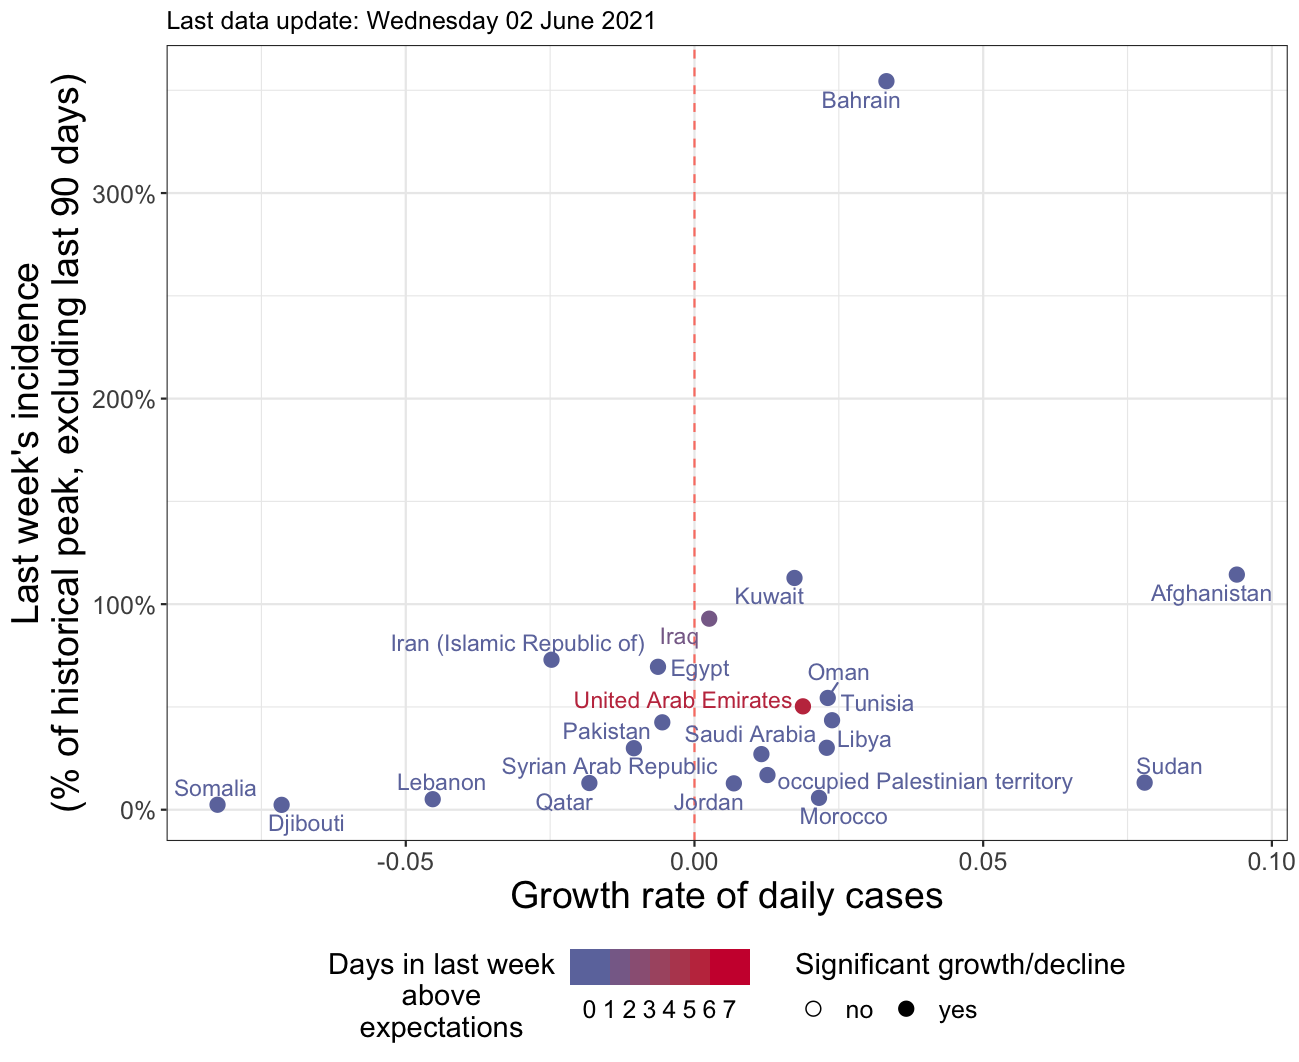 Last data update: Wednesday 02 June 2021
Last week's incidence
(% of historical peak, excluding last 90 days)
300%
200%
100%
0%
Bahrain
Kuwait
Afghanistan
Iraq
Iran (Islamic Republic of)
Egypt
Oman
United Arab Emirates
Tunisia
Pakistan
Saudi Arabia
Libya
Syrian Arab Republic
Sudan
Somalia
Lebanon
occupied Palestinian territory
Qatar
Jordan
Djibouti
Morocco
-0.05
0.00
0.05
0.10
Growth rate of daily cases
Days in last week
above
expectations
0 1 2 3 4 5 6 7
Significant growth/decline
no
yes